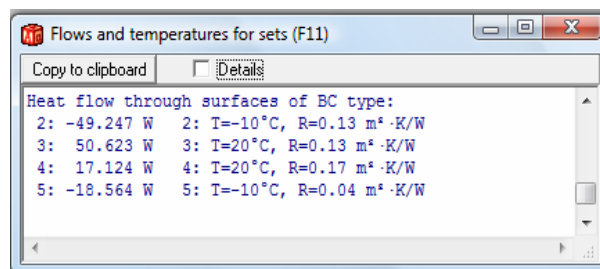 Flows and temperatures for sets (F11)
Copy to clipboard Details
Heat flow through surfaces of BC type:
2: -49.247 W 2: T=-10°C, R=0.13 m²·K/W
3: 50.623 W 3: T=20°C, R=0.13 m²·K/W
4: 17.124 W 4: T=20°C, R=0.17 m²·K/W
5: -18.564 W 5: T=-10°C, R=0.04 m²·K/W